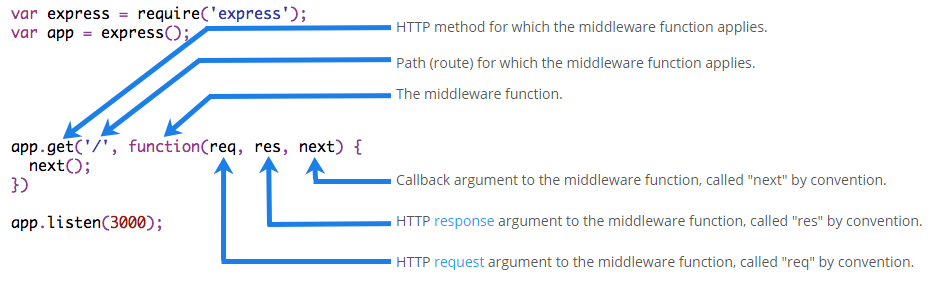 var express = require('express');
var app = express();
HTTP method for which the middleware function applies.
Path (route) for which the middleware function applies.
The middleware function.
app.get('/', function(req, res, next) {
  next();
})
Callback argument to the middleware function, called "next" by convention.
app.listen(3000);
HTTP response argument to the middleware function, called "res" by convention.
HTTP request argument to the middleware function, called "req" by convention.